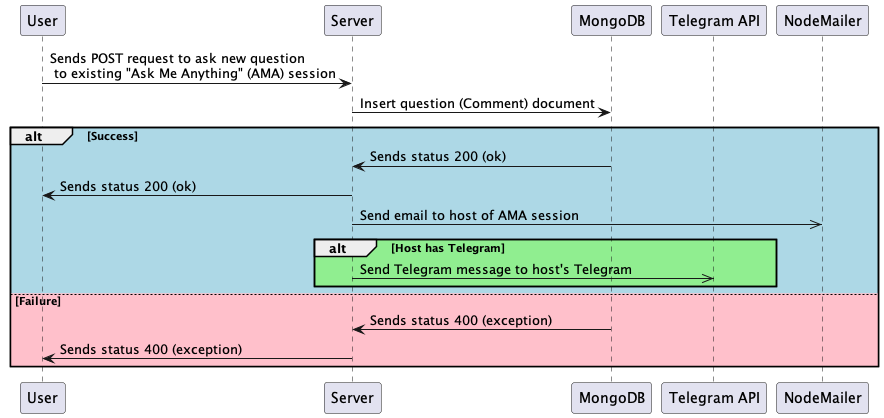 User Server MongoDB Telegram API NodeMailer
Sends POST request to ask new question
to existing "Ask Me Anything" (AMA) session
Insert question (Comment) document
alt [Success]
Sends status 200 (ok)
Sends status 200 (ok)
Send email to host of AMA session
alt [Host has Telegram]
Send Telegram message to host's Telegram
[Failure]
Sends status 400 (exception)
Sends status 400 (exception)
User Server MongoDB Telegram API NodeMailer